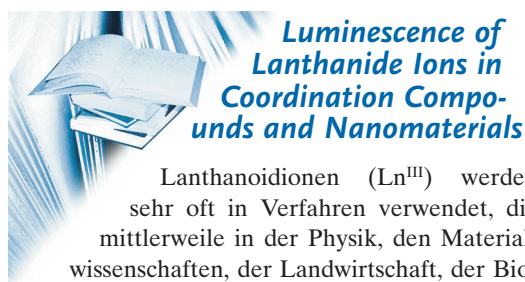 Luminescence of
Lanthanide Ions in
Coordination Compo-
unds and Nanomaterials
Lanthanoidionen (Ln^III) werde
sehr oft in Verfahren verwendet, di
mittlerweile in der Physik, den Material
wissenschaften, der Landwirtschaft, der Bio